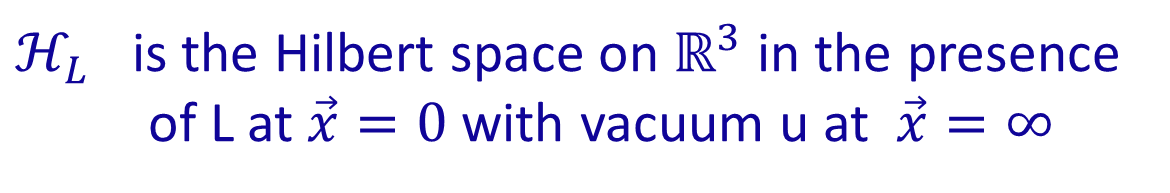 ℋ_L is the Hilbert space on ℝ³ in the presence
of L at x⃗ = 0 with vacuum u at x⃗ = ∞